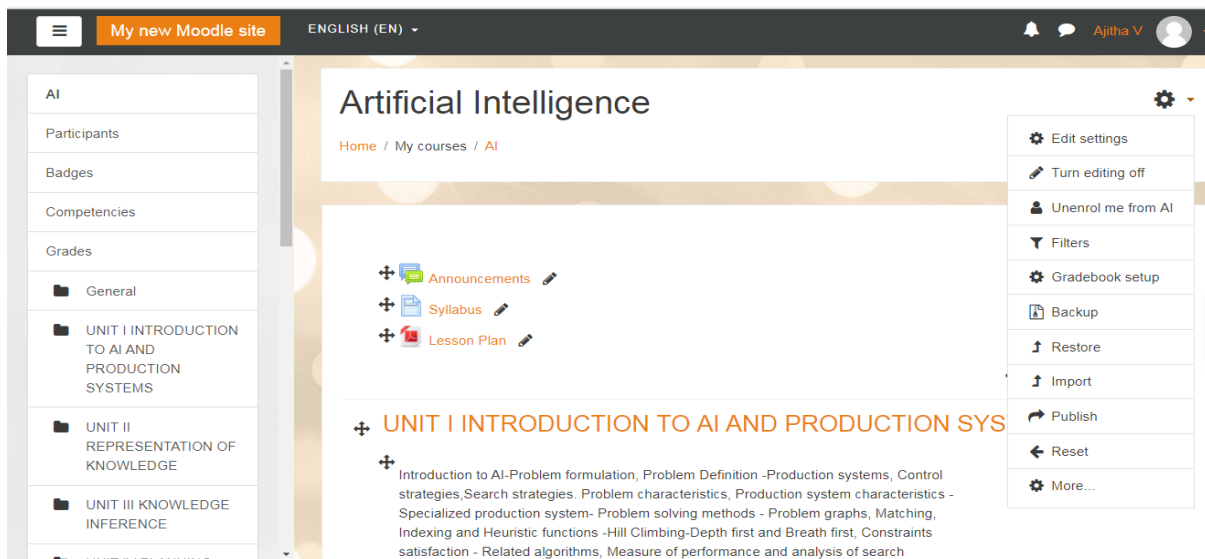 My new Moodle site
ENGLISH (EN)
Ajitha V
AI
Participants
Badges
Competencies
Grades
General
UNIT I INTRODUCTION
TO AI AND
PRODUCTION
SYSTEMS
UNIT II
REPRESENTATION OF
KNOWLEDGE
UNIT III KNOWLEDGE
INFERENCE
Artificial Intelligence
Home / My courses / AI
Edit settings
Turn editing off
Unenrol me from AI
Filters
Gradebook setup
Backup
Restore
Import
Publish
Reset
More...
Announcements
Syllabus
Lesson Plan
UNIT I INTRODUCTION TO AI AND PRODUCTION SYS
Introduction to AI-Problem formulation, Problem Definition -Production systems, Control
strategies,Search strategies. Problem characteristics, Production system characteristics -
Specialized production system- Problem solving methods - Problem graphs, Matching,
Indexing and Heuristic functions -Hill Climbing-Depth first and Breath first, Constraints
satisfaction - Related algorithms, Measure of performance and analysis of search